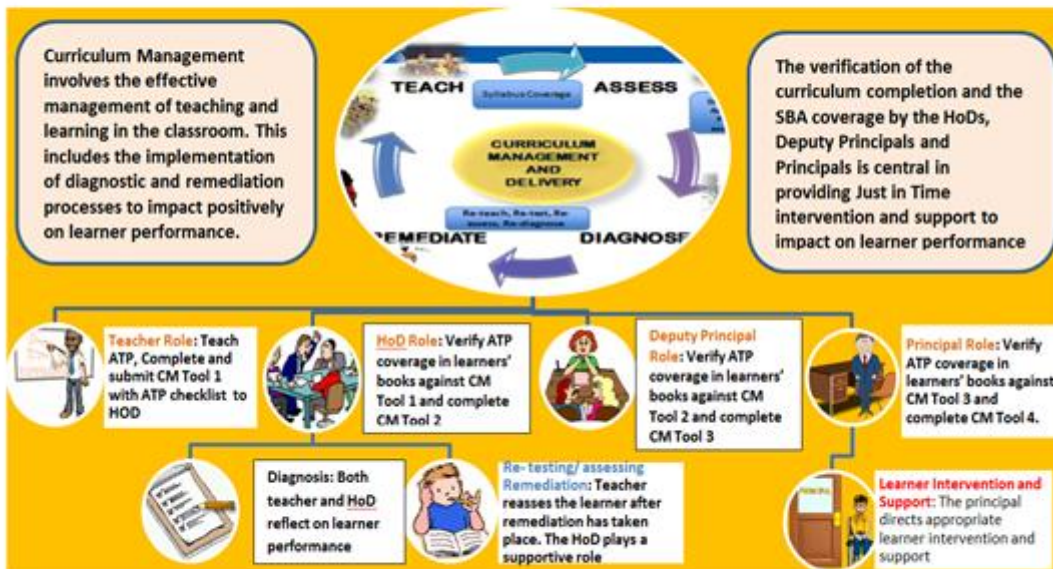 Curriculum Management
involves the effective
management of teaching and
learning in the classroom. This
includes the implementation
of diagnostic and remediation
processes to impact positively
on learner performance.
TEACH
Syllabus Coverage
ASSESS
CURRICULUM
MANAGEMENT
AND
DELIVERY
Re-teach, Re-test, Re-
assess, Re-diagnose
REMEDIATE
DIAGNOSE
The verification of the
curriculum completion and the
SBA coverage by the HoDs,
Deputy Principals and
Principals is central in
providing Just in Time
intervention and support to
impact on learner performance
Teacher Role: Teach
ATP, Complete and
submit CM Tool 1
with ATP checklist to
HOD
HoD Role: Verify ATP
coverage in learners'
books against CM
Tool 1 and complete
CM Tool 2
Deputy Principal
Role: Verify ATP
coverage in learners'
books against CM
Tool 2 and complete
CM Tool 3
Principal Role: Verify
ATP coverage in
learners' books against
CM Tool 3 and
complete CM Tool 4.
Diagnosis: Both
teacher and HoD
reflect on learner
performance
Re- testing/ assessing
Remediation: Teacher
reasses the learner after
remediation has taken
place. The HoD plays a
supportive role
PRINCIPAL
Learner Intervention and
Support: The principal
directs appropriate
learner intervention and
support